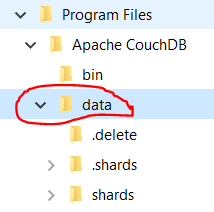 Program Files
Apache CouchDB
bin
data
.delete
.shards
shards